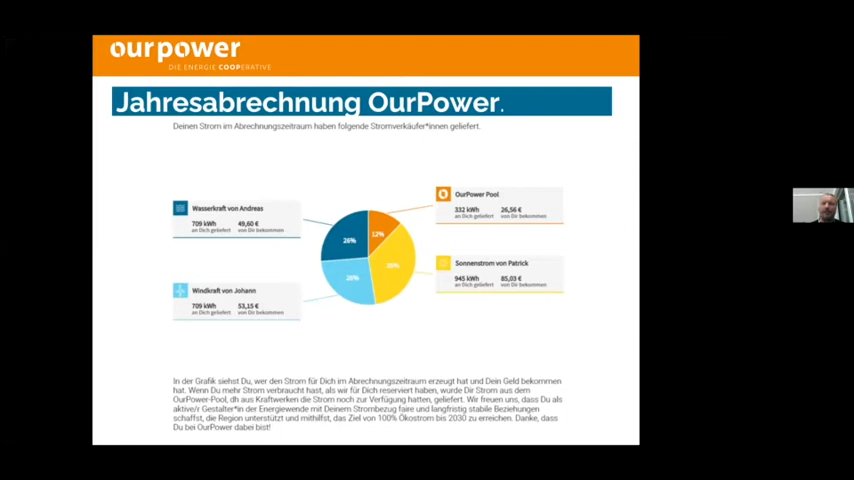 ourpower
DIE ENERGIE COOPERATIVE
Jahresabrechnung OurPower.
Deinen Strom im Abrechnungszeitraum haben folgende Stromverkäufer*innen geliefert.
Wasserkraft von Andreas
709 kWh 49,60 €
an Dich geliefert von Dir bekommen
OurPower Pool
332 kWh 26,56 €
an Dich geliefert von Dir bekommen
12%
26%
26%
Windkraft von Johann
709 kWh 53,15 €
an Dich geliefert von Dir bekommen
Sonnenstrom von Patrick
945 kWh 85,03 €
an Dich geliefert von Dir bekommen
In der Grafik siehst Du, wer den Strom für Dich im Abrechnungszeitraum erzeugt hat und Dein Geld bekommen
hat. Wenn Du mehr Strom verbraucht hast, als wir für Dich reserviert haben, wurde Dir Strom aus dem
OurPower-Pool, dh aus Kraftwerken die Strom noch zur Verfügung hatten, geliefert. Wir freuen uns, dass Du als
aktive/r Gestalter*in der Energiewende mit Deinem Strombezug faire und langfristig stabile Beziehungen
schaffst, die Region unterstützt und mithilfst, das Ziel von 100% Ökostrom bis 2030 zu erreichen. Danke, dass
Du bei OurPower dabei bist!